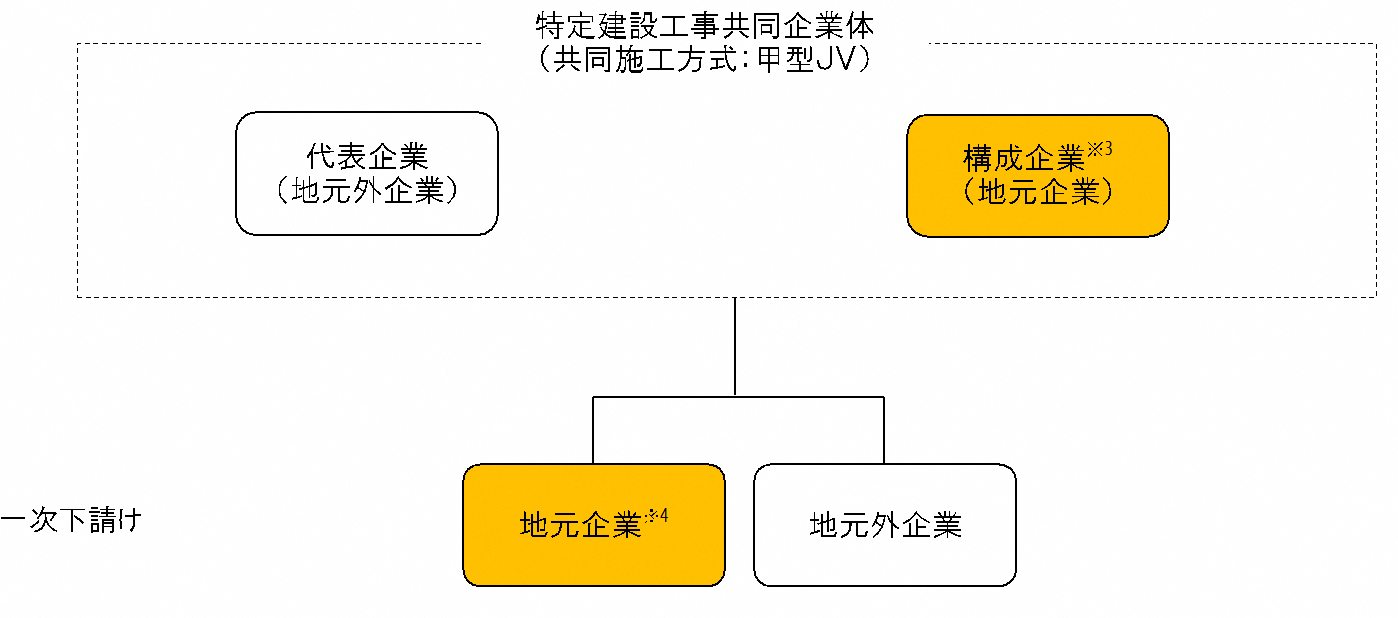 特定建設工事共同企業体
（共同施工方式：甲型JV）
代表企業
（地元外企業）
構成企業※3
（地元企業）
一次下請け
地元企業※4
地元外企業